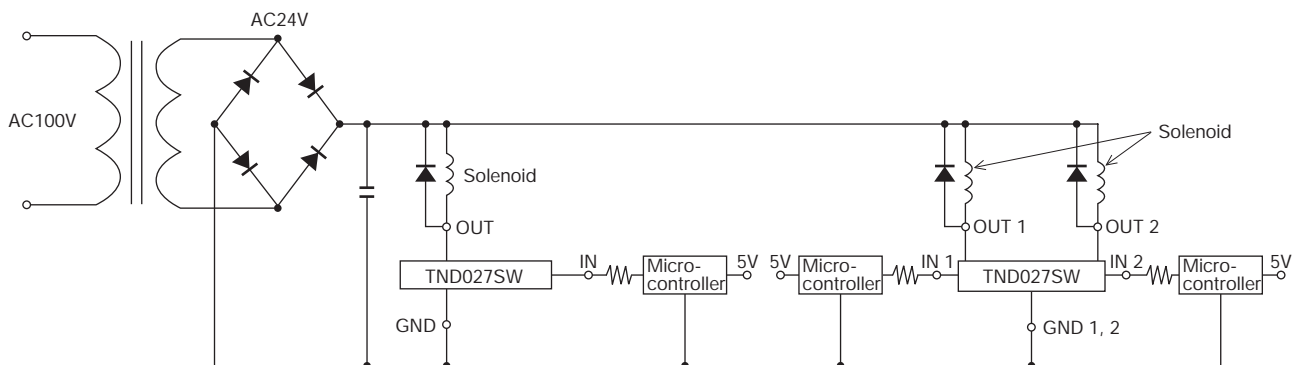 AC24V
AC100V
Solenoid
Solenoid
OUT
OUT 1
OUT 2
TND027SW
IN
Micro-
controller
5V
5V
Micro-
controller
IN 1
TND027SW
IN 2
Micro-
controller
5V
GND
GND 1, 2